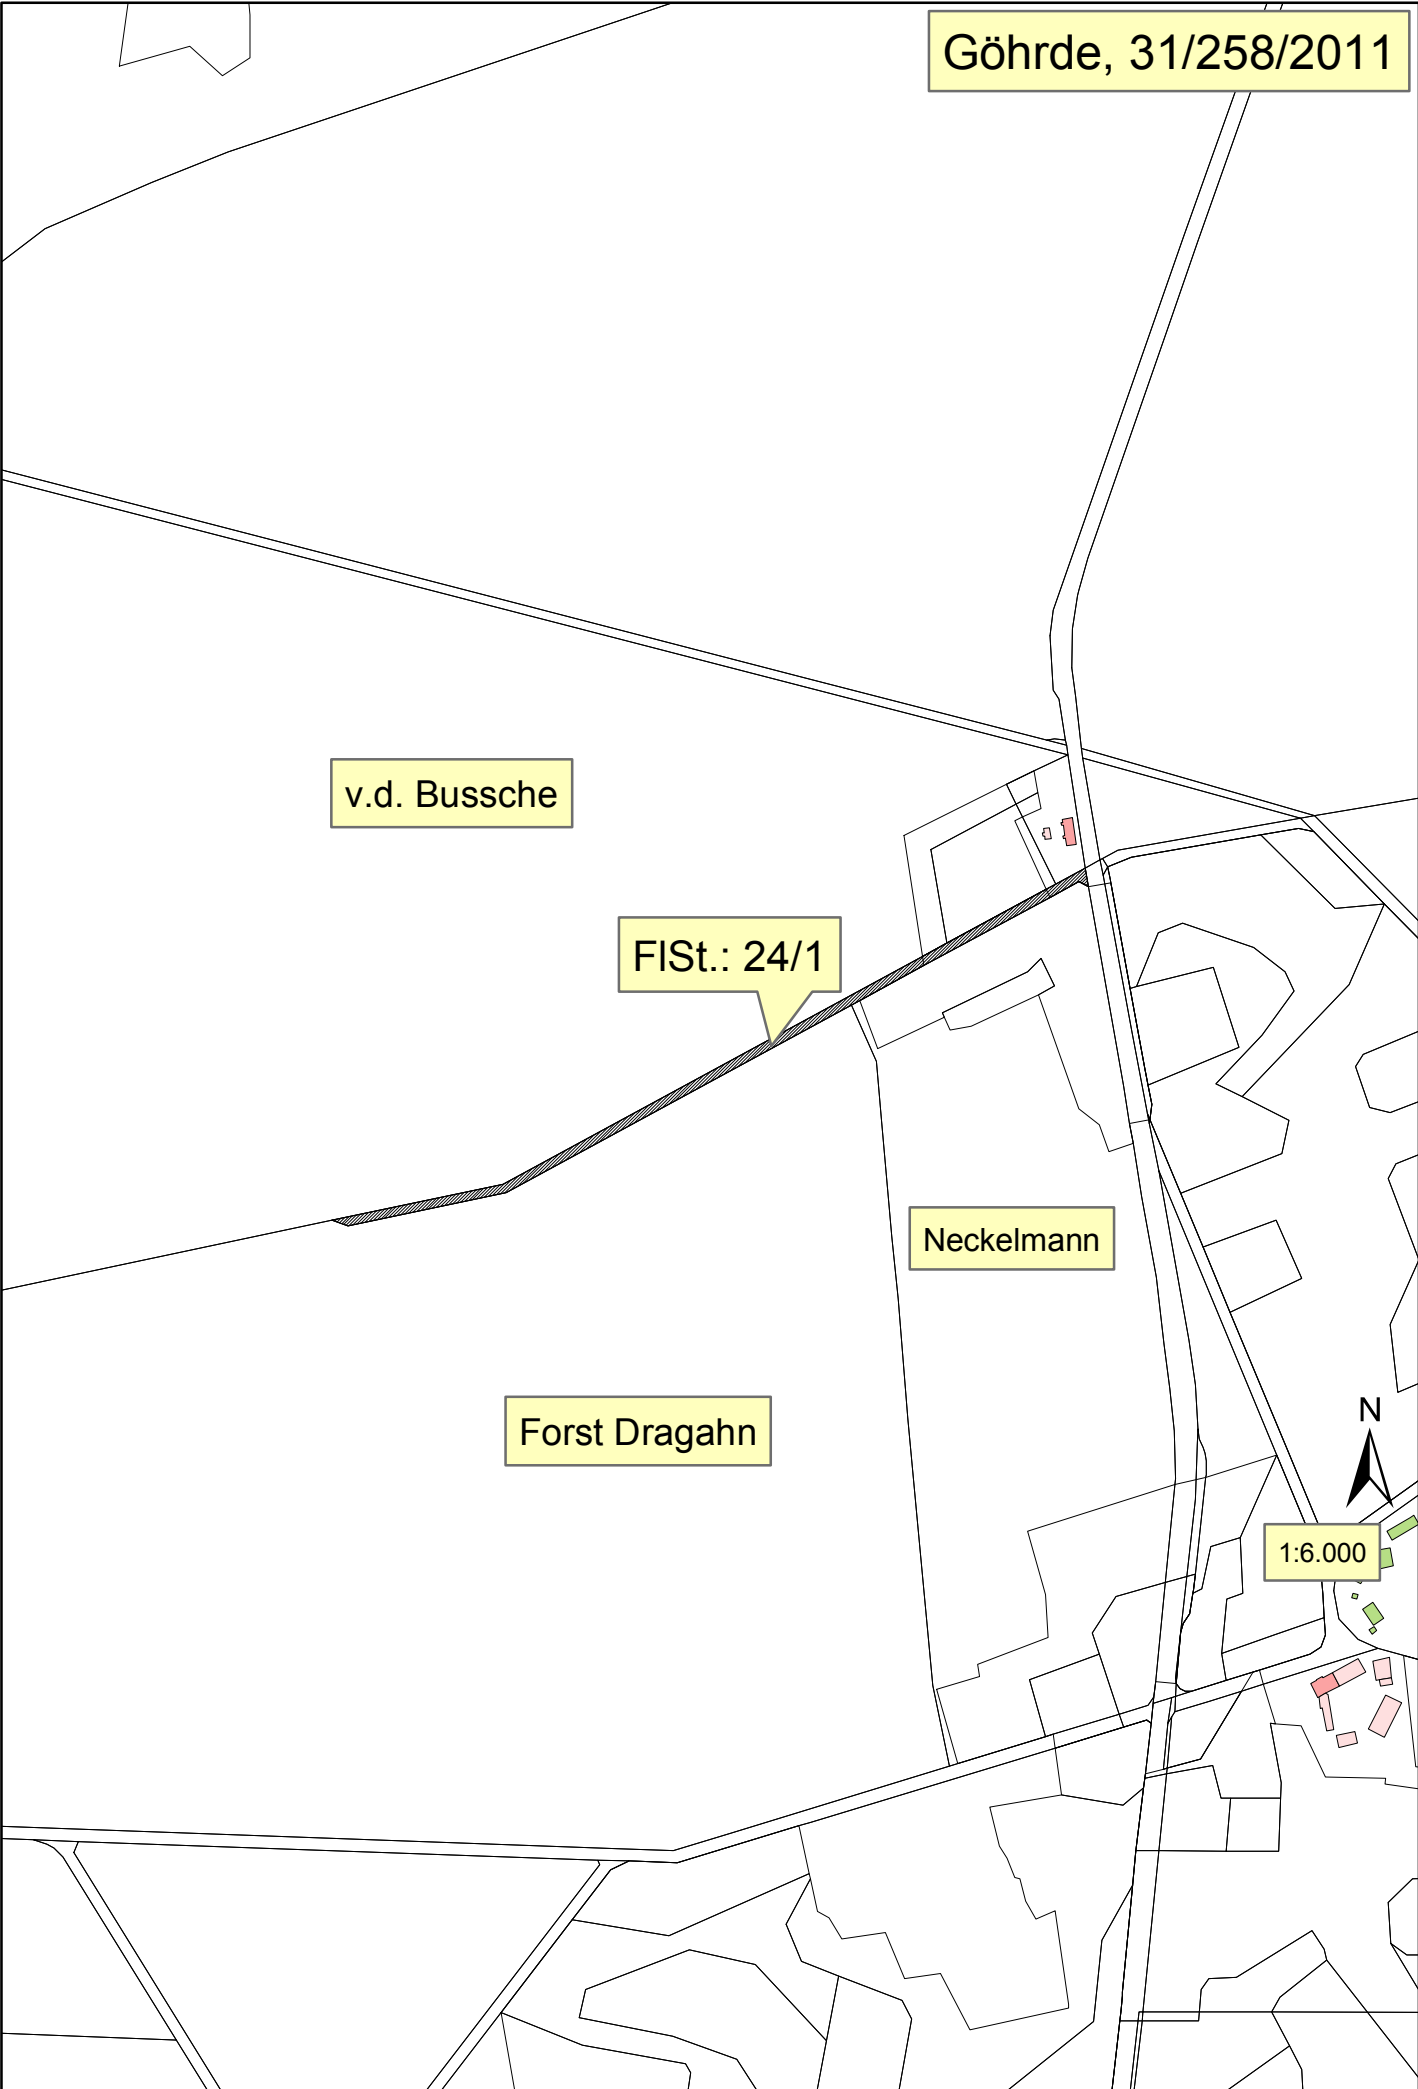 Göhrde, 31/258/2011
v.d. Bussche
FlSt.: 24/1
Neckelmann
Forst Dragahn
N
1:6.000